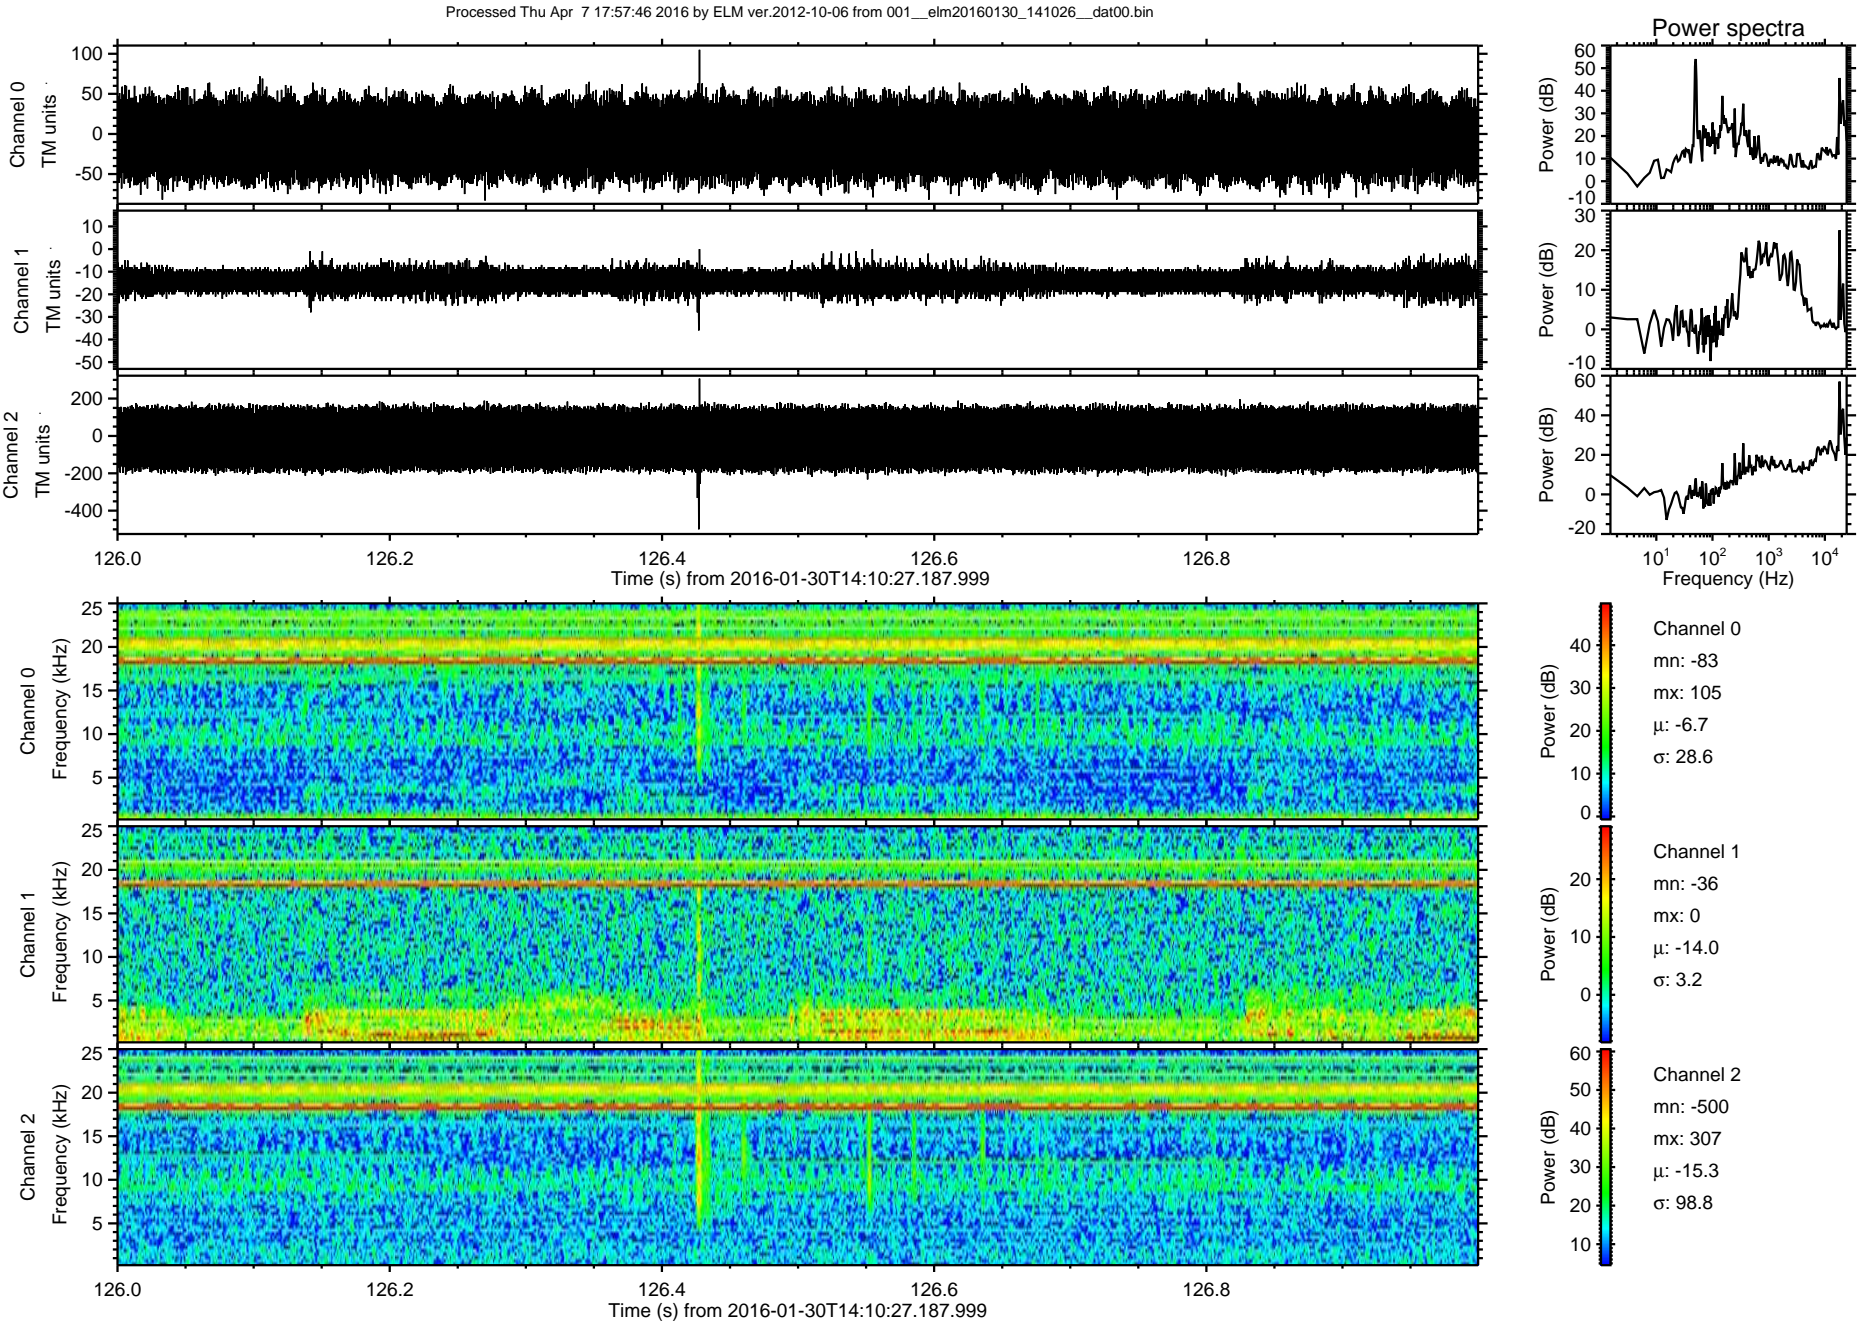 Processed Thu Apr  7 17:57:46 2016 by ELM ver.2012-10-06 from 001__elm20160130_141026__dat00.bin
Power spectra
Channel 0
TM units
100
50
0
-50
Power (dB)
60
50
40
30
20
10
0
-10
Channel 1
TM units
10
0
-10
-20
-30
-40
-50
Power (dB)
30
20
10
0
-10
Channel 2
TM units
200
0
-200
-400
Power (dB)
60
40
20
0
-20
126.0 126.2 126.4 126.6 126.8
Time (s) from 2016-01-30T14:10:27.187.999
10¹ 10² 10³ 10⁴
Frequency (Hz)
Channel 0
Frequency (kHz)
25
20
15
10
5
Power (dB)
40
30
20
10
0
Channel 0
mn: -83
mx: 105
μ: -6.7
σ: 28.6
Channel 1
Frequency (kHz)
25
20
15
10
5
Power (dB)
20
10
0
Channel 1
mn: -36
mx: 0
μ: -14.0
σ: 3.2
Channel 2
Frequency (kHz)
25
20
15
10
5
Power (dB)
60
50
40
30
20
10
Channel 2
mn: -500
mx: 307
μ: -15.3
σ: 98.8
126.0 126.2 126.4 126.6 126.8
Time (s) from 2016-01-30T14:10:27.187.999